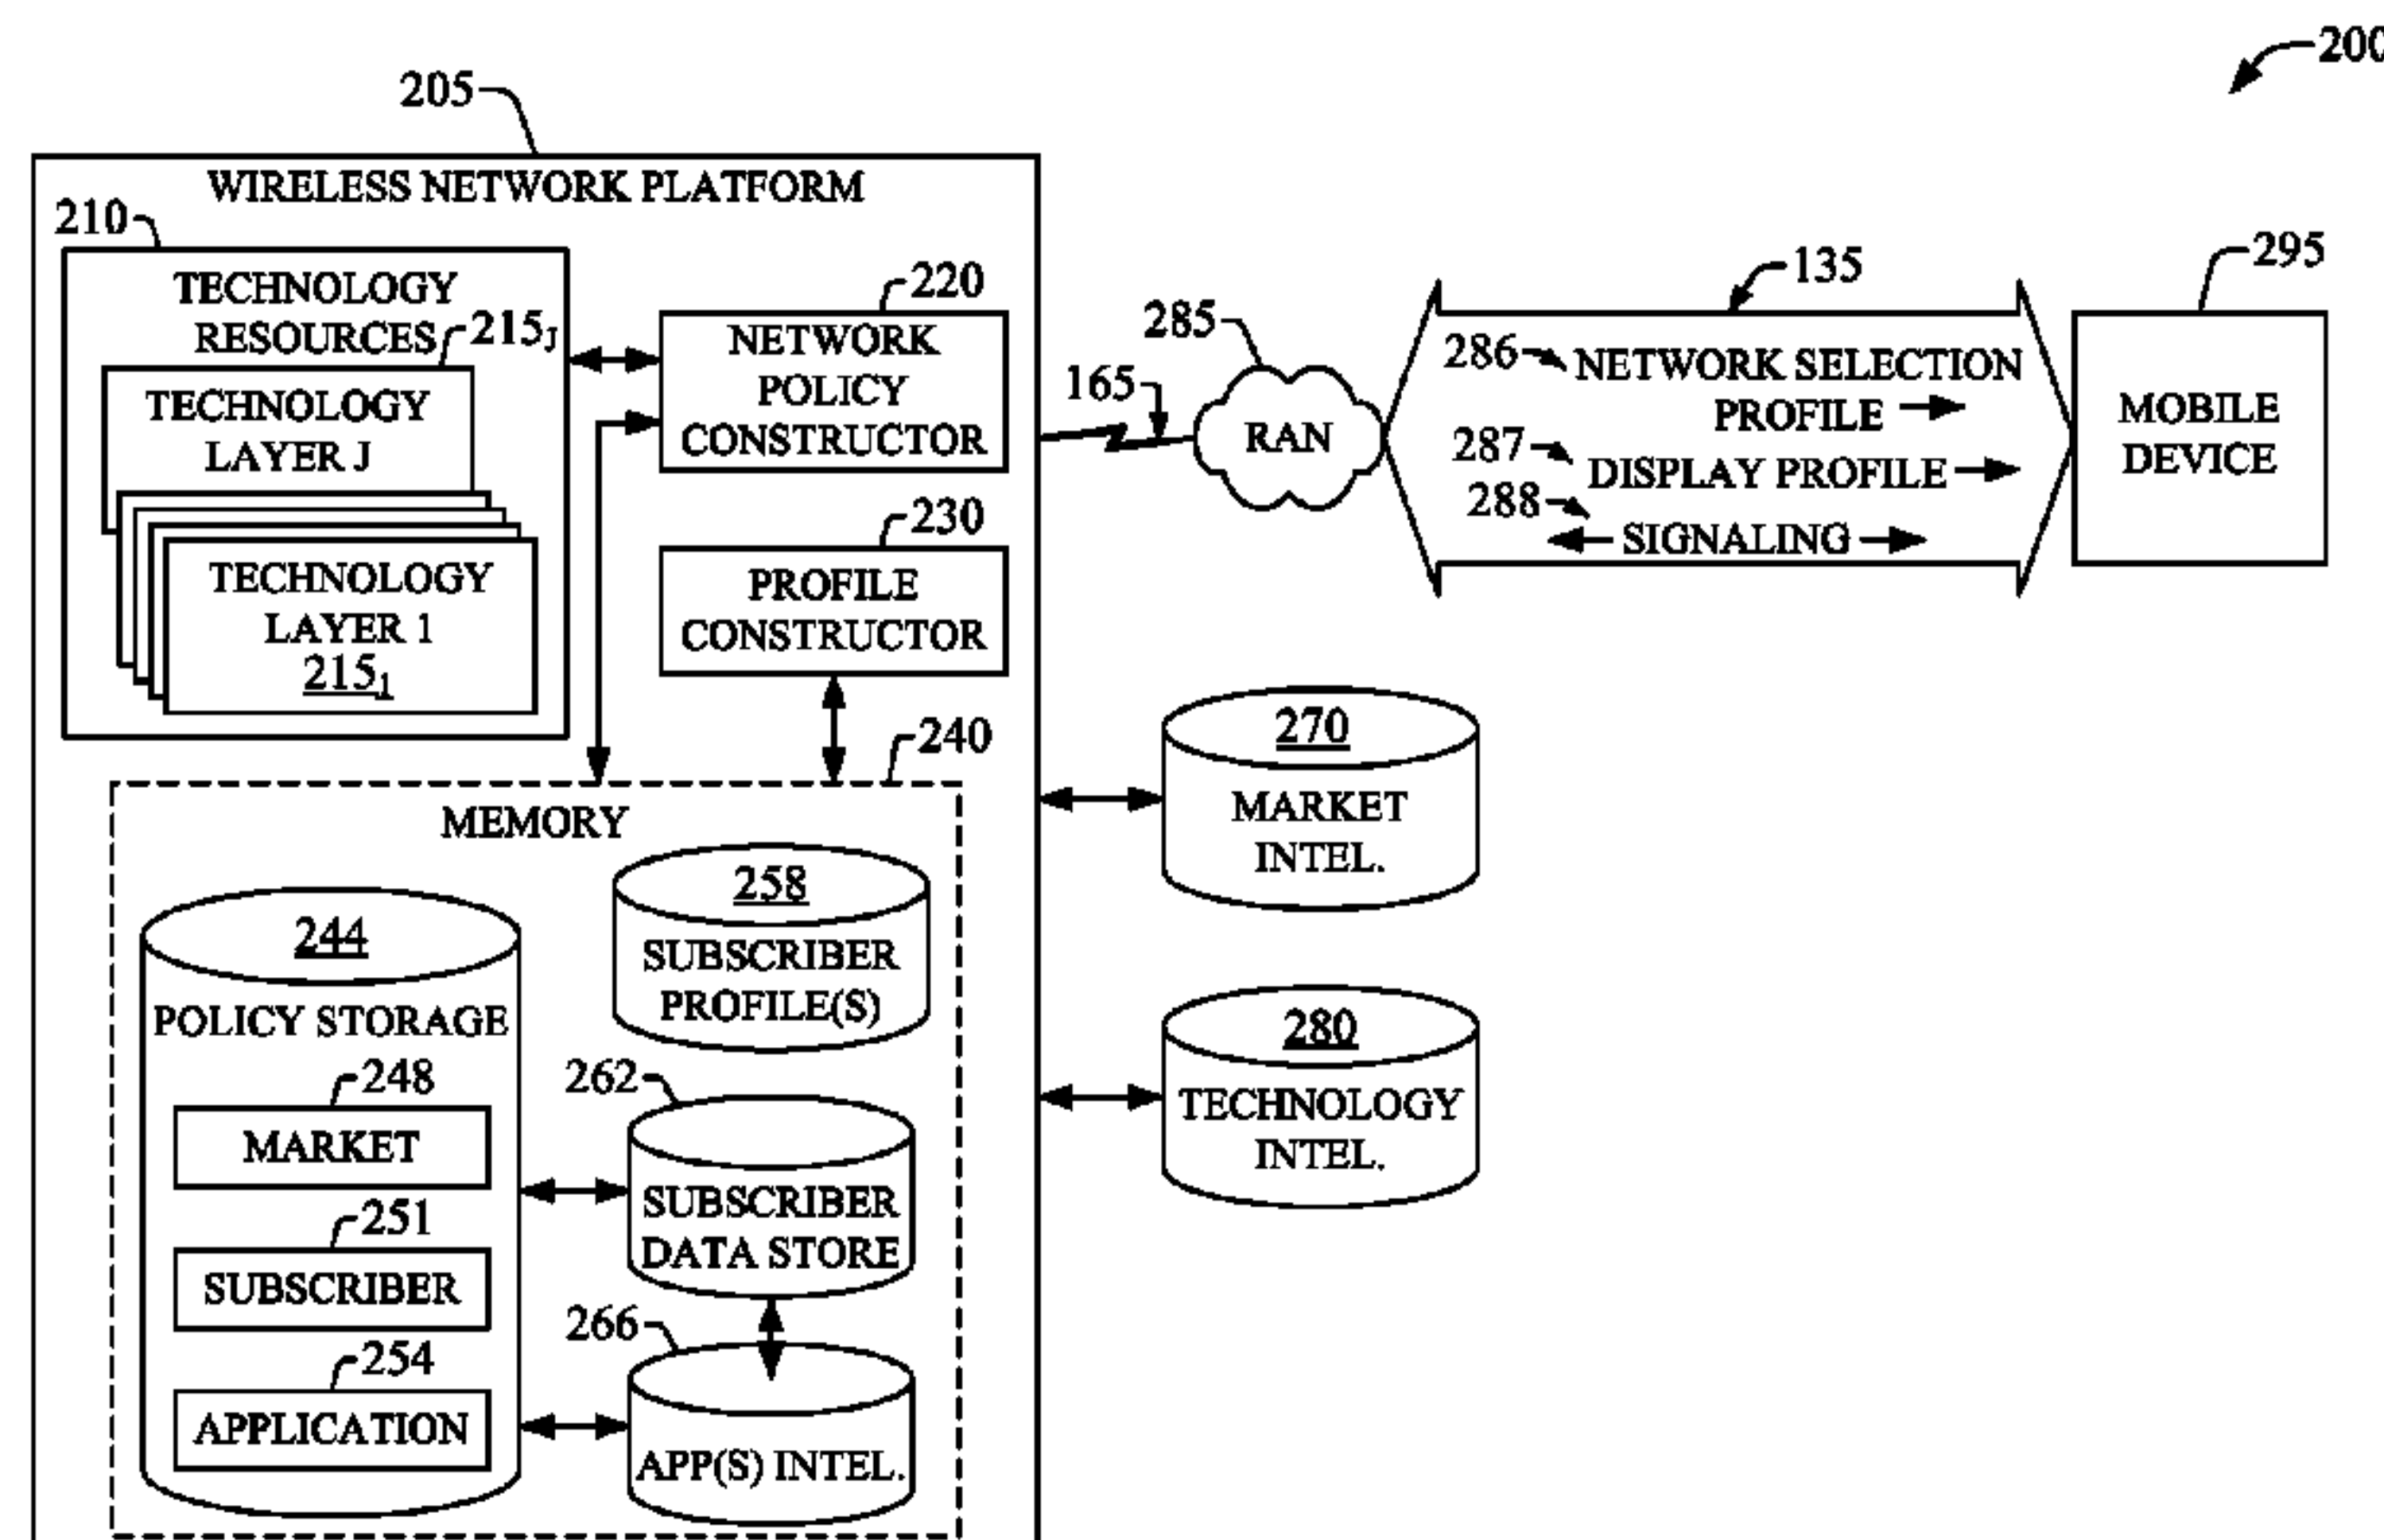 200
205
WIRELESS NETWORK PLATFORM
210
TECHNOLOGY
RESOURCES
215J
TECHNOLOGY
LAYER J
TECHNOLOGY
LAYER 1
2151
220
NETWORK
POLICY
CONSTRUCTOR
230
PROFILE
CONSTRUCTOR
165
285
RAN
135
286
NETWORK SELECTION
PROFILE
287
DISPLAY PROFILE
288
SIGNALING
295
MOBILE
DEVICE
240
MEMORY
244
POLICY STORAGE
248
MARKET
251
SUBSCRIBER
254
APPLICATION
258
SUBSCRIBER
PROFILE(S)
262
SUBSCRIBER
DATA STORE
266
APP(S) INTEL.
270
MARKET
INTEL.
280
TECHNOLOGY
INTEL.